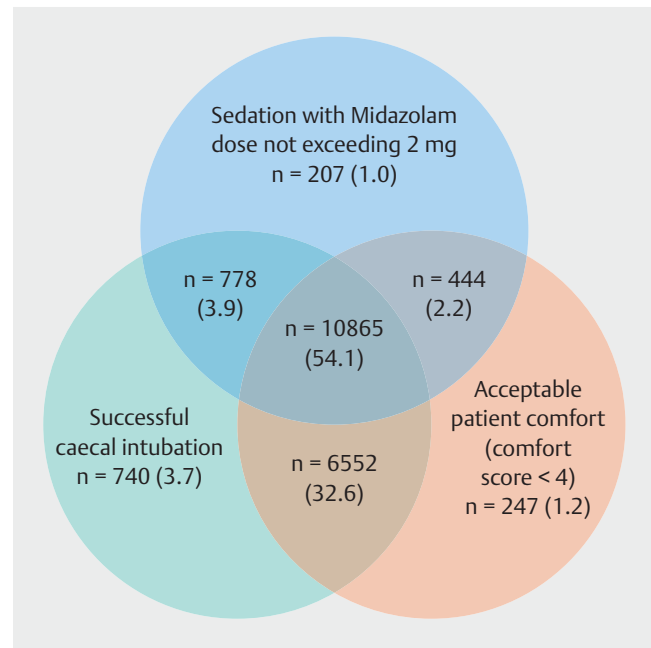 Sedation with Midazolam
dose not exceeding 2 mg
n = 207 (1.0)
n = 778
(3.9)
n = 444
(2.2)
n = 10865
(54.1)
Successful
caecal intubation
n = 740 (3.7)
n = 6552
(32.6)
Acceptable
patient comfort
(comfort
score < 4)
n = 247 (1.2)